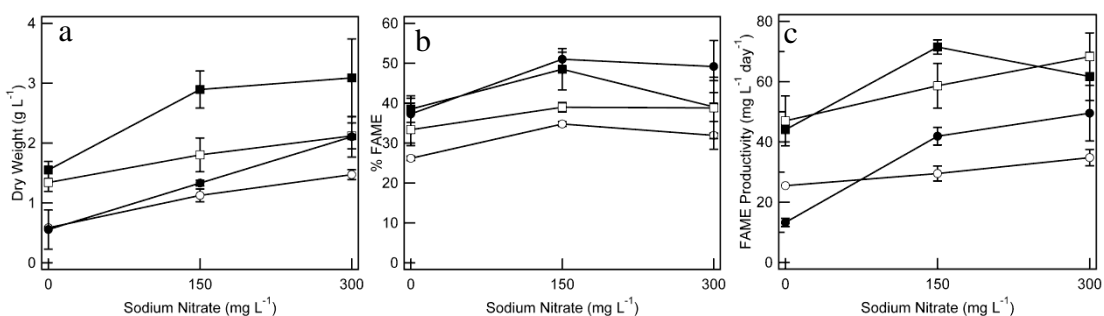 a
Dry Weight (g L⁻¹)
4
3
2
1
0
0 150 300
Sodium Nitrate (mg L⁻¹)
b
% FAME
60
50
40
30
20
10
0
0 150 300
Sodium Nitrate (mg L⁻¹)
c
FAME Productivity (mg L⁻¹ day⁻¹)
80
60
40
20
0
0 150 300
Sodium Nitrate (mg L⁻¹)